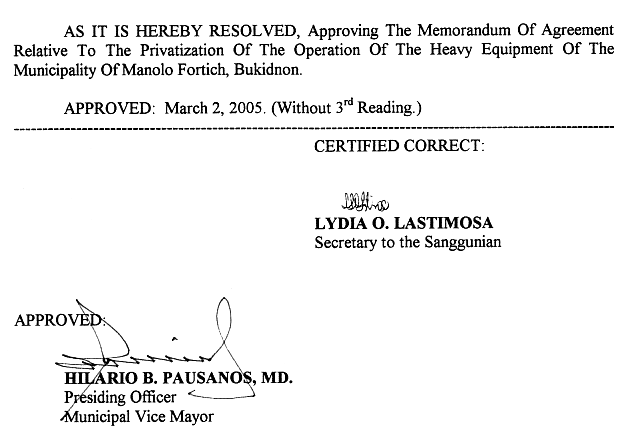 AS IT IS HEREBY RESOLVED, Approving The Memorandum Of Agreement
Relative To The Privatization Of The Operation Of The Heavy Equipment Of The
Municipality Of Manolo Fortich, Bukidnon.
APPROVED: March 2, 2005. (Without 3rd Reading.)
CERTIFIED CORRECT:
LYDIA O. LASTIMOSA
Secretary to the Sanggunian
APPROVED:
HILARIO B. PAUSANOS, MD.
Presiding Officer
Municipal Vice Mayor